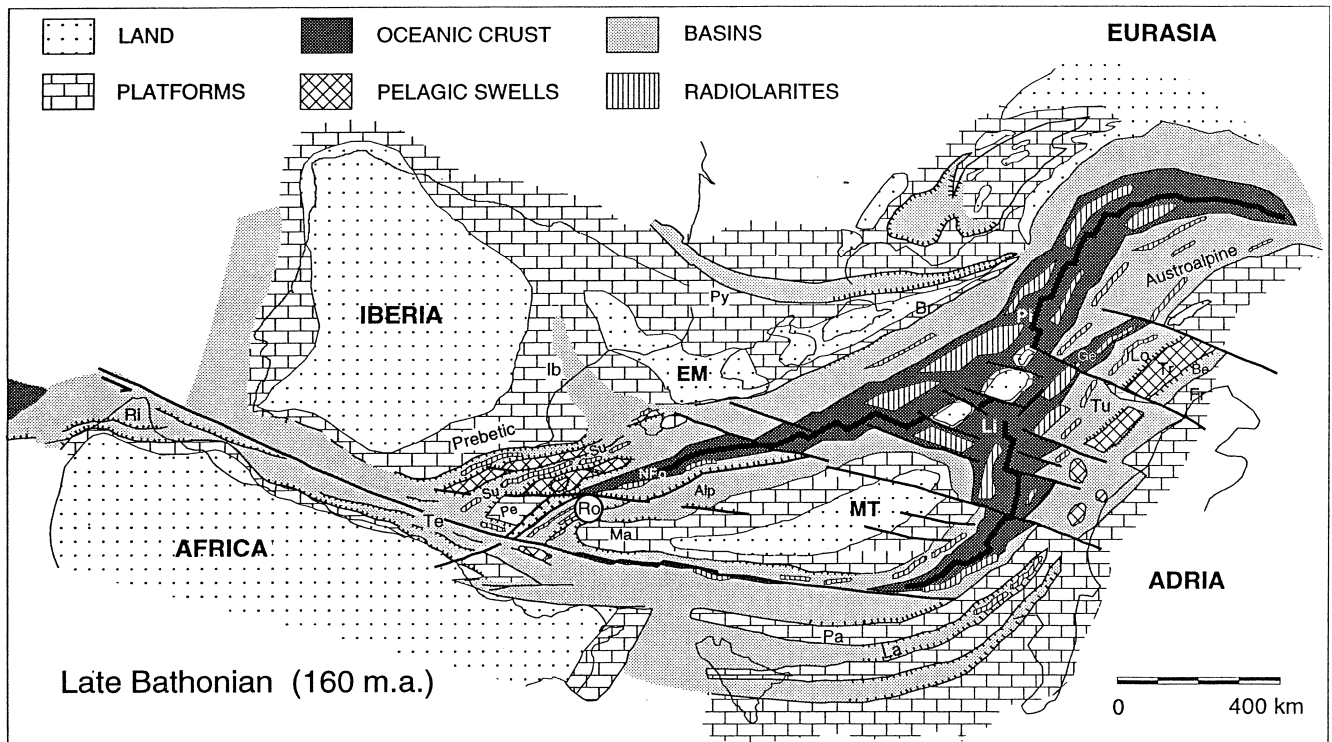 LAND
OCEANIC CRUST
BASINS
EURASIA
PLATFORMS
PELAGIC SWELLS
RADIOLARITES
Austroalpine
Py
Br
IBERIA
Pi
Ge
Lo
Tr
Be
Fr
EM
Ib
Tu
Ri
Prebetic
Li
Su
NFo
Su
Alp
Pe
Ro
MT
Te
Ma
AFRICA
ADRIA
Pa
La
Late Bathonian (160 m.a.)
0
400 km